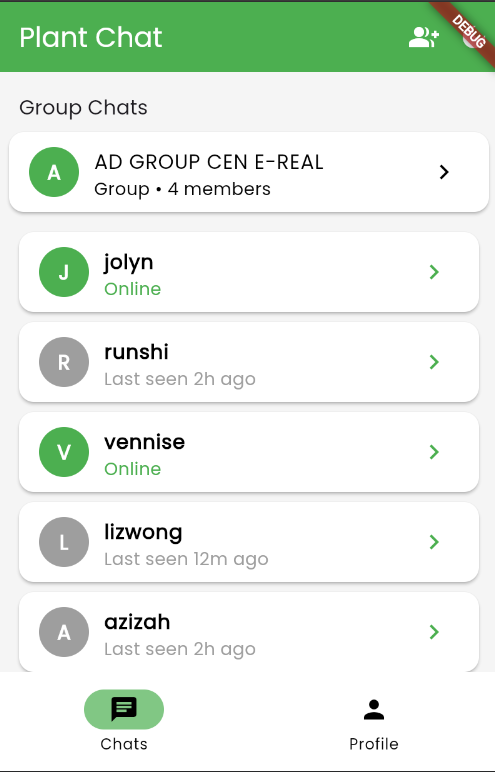 Plant Chat
DEBUG
Group Chats
A
AD GROUP CEN E-REAL
Group • 4 members
J
jolyn
Online
R
runshi
Last seen 2h ago
V
vennise
Online
L
lizwong
Last seen 12m ago
A
azizah
Last seen 2h ago
Chats
Profile